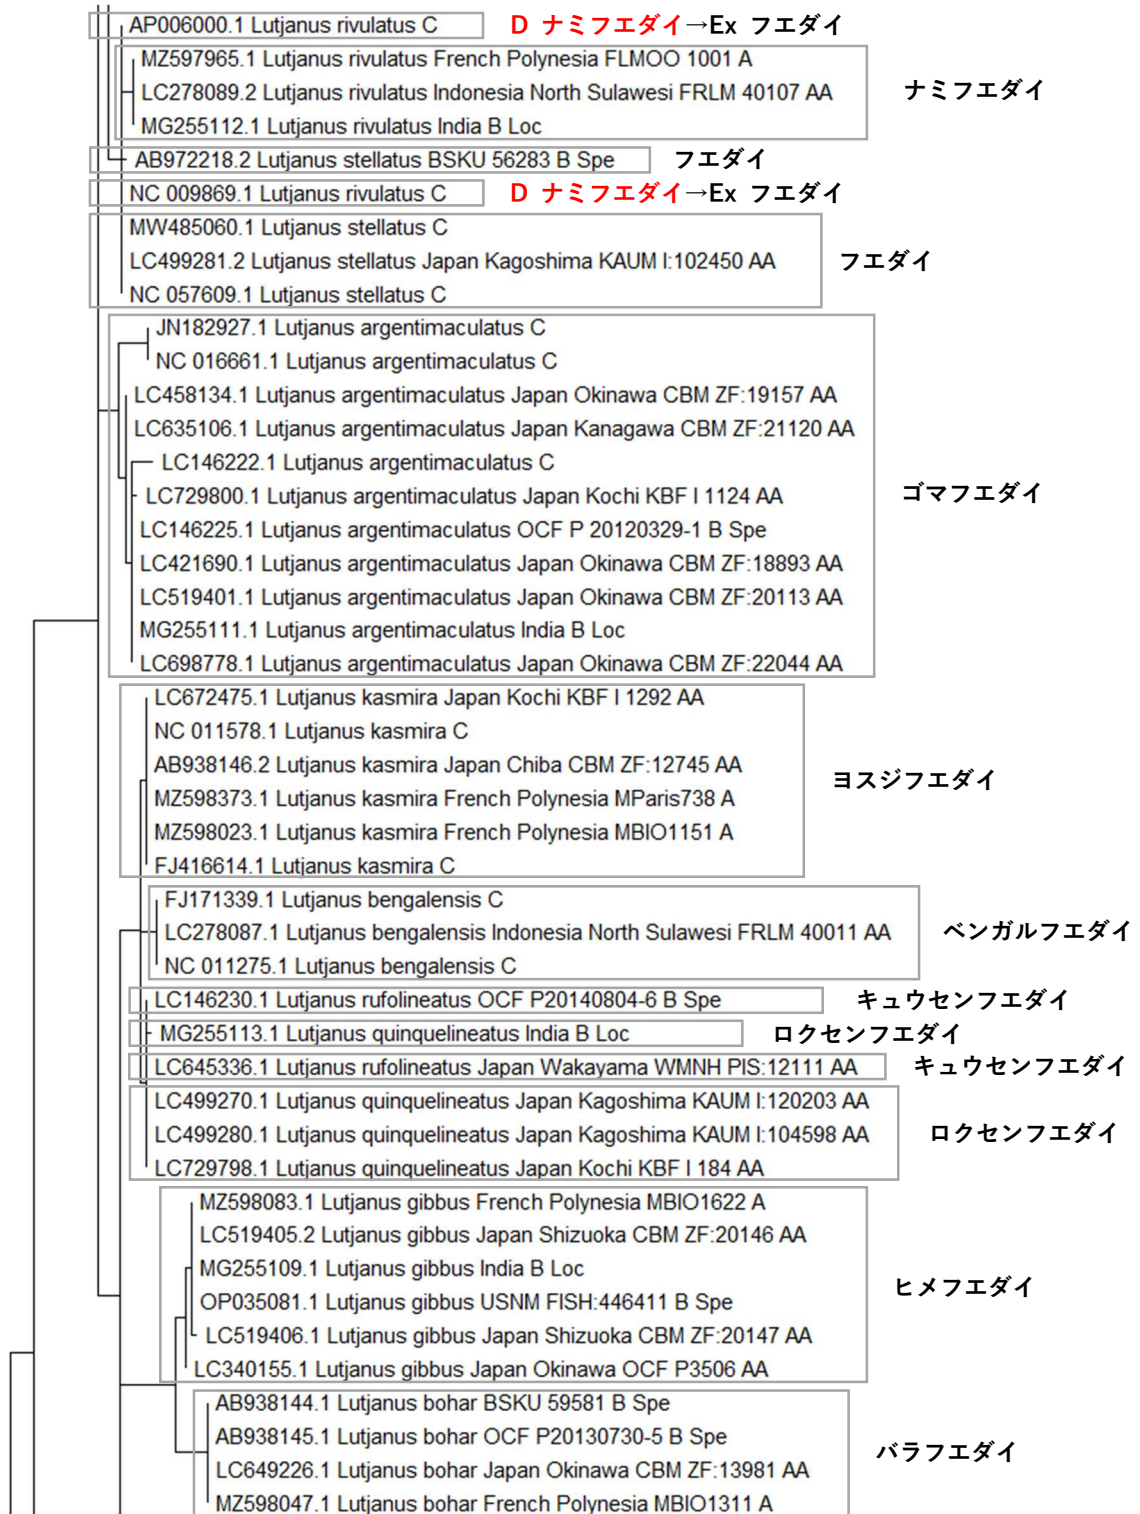 AP006000.1 Lutjanus rivulatus C D ナミフエダイ→Ex フエダイ
MZ597965.1 Lutjanus rivulatus French Polynesia FLMOO 1001 A
LC278089.2 Lutjanus rivulatus Indonesia North Sulawesi FRLM 40107 AA ナミフエダイ
MG255112.1 Lutjanus rivulatus India B Loc
AB972218.2 Lutjanus stellatus BSKU 56283 B Spe フエダイ
NC 009869.1 Lutjanus rivulatus C D ナミフエダイ→Ex フエダイ
MW485060.1 Lutjanus stellatus C
LC499281.2 Lutjanus stellatus Japan Kagoshima KAUM I:102450 AA フエダイ
NC 057609.1 Lutjanus stellatus C
JN182927.1 Lutjanus argentimaculatus C
NC 016661.1 Lutjanus argentimaculatus C
LC458134.1 Lutjanus argentimaculatus Japan Okinawa CBM ZF:19157 AA
LC635106.1 Lutjanus argentimaculatus Japan Kanagawa CBM ZF:21120 AA
LC146222.1 Lutjanus argentimaculatus C
LC729800.1 Lutjanus argentimaculatus Japan Kochi KBF I 1124 AA ゴマフエダイ
LC146225.1 Lutjanus argentimaculatus OCF P 20120329-1 B Spe
LC421690.1 Lutjanus argentimaculatus Japan Okinawa CBM ZF:18893 AA
LC519401.1 Lutjanus argentimaculatus Japan Okinawa CBM ZF:20113 AA
MG255111.1 Lutjanus argentimaculatus India B Loc
LC698778.1 Lutjanus argentimaculatus Japan Okinawa CBM ZF:22044 AA
LC672475.1 Lutjanus kasmira Japan Kochi KBF I 1292 AA
NC 011578.1 Lutjanus kasmira C
AB938146.2 Lutjanus kasmira Japan Chiba CBM ZF:12745 AA ヨスジフエダイ
MZ598373.1 Lutjanus kasmira French Polynesia MParis738 A
MZ598023.1 Lutjanus kasmira French Polynesia MBIO1151 A
FJ416614.1 Lutjanus kasmira C
FJ171339.1 Lutjanus bengalensis C
LC278087.1 Lutjanus bengalensis Indonesia North Sulawesi FRLM 40011 AA ベンガルフエダイ
NC 011275.1 Lutjanus bengalensis C
LC146230.1 Lutjanus rufolineatus OCF P20140804-6 B Spe キュウセンフエダイ
MG255113.1 Lutjanus quinquelineatus India B Loc ロクセンフエダイ
LC645336.1 Lutjanus rufolineatus Japan Wakayama WMNH PIS:12111 AA キュウセンフエダイ
LC499270.1 Lutjanus quinquelineatus Japan Kagoshima KAUM I:120203 AA
LC499280.1 Lutjanus quinquelineatus Japan Kagoshima KAUM I:104598 AA ロクセンフエダイ
LC729798.1 Lutjanus quinquelineatus Japan Kochi KBF I 184 AA
MZ598083.1 Lutjanus gibbus French Polynesia MBIO1622 A
LC519405.2 Lutjanus gibbus Japan Shizuoka CBM ZF:20146 AA
MG255109.1 Lutjanus gibbus India B Loc ヒメフエダイ
OP035081.1 Lutjanus gibbus USNM FISH:446411 B Spe
LC519406.1 Lutjanus gibbus Japan Shizuoka CBM ZF:20147 AA
LC340155.1 Lutjanus gibbus Japan Okinawa OCF P3506 AA
AB938144.1 Lutjanus bohar BSKU 59581 B Spe
AB938145.1 Lutjanus bohar OCF P20130730-5 B Spe バラフエダイ
LC649226.1 Lutjanus bohar Japan Okinawa CBM ZF:13981 AA
MZ598047.1 Lutjanus bohar French Polynesia MBIO1311 A